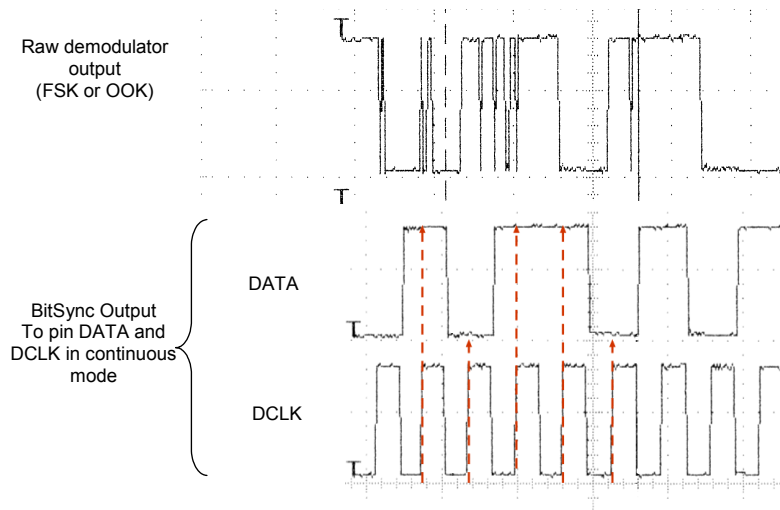 Raw demodulator
output
(FSK or OOK)
DATA
BitSync Output
To pin DATA and
DCLK in continuous
mode
DCLK